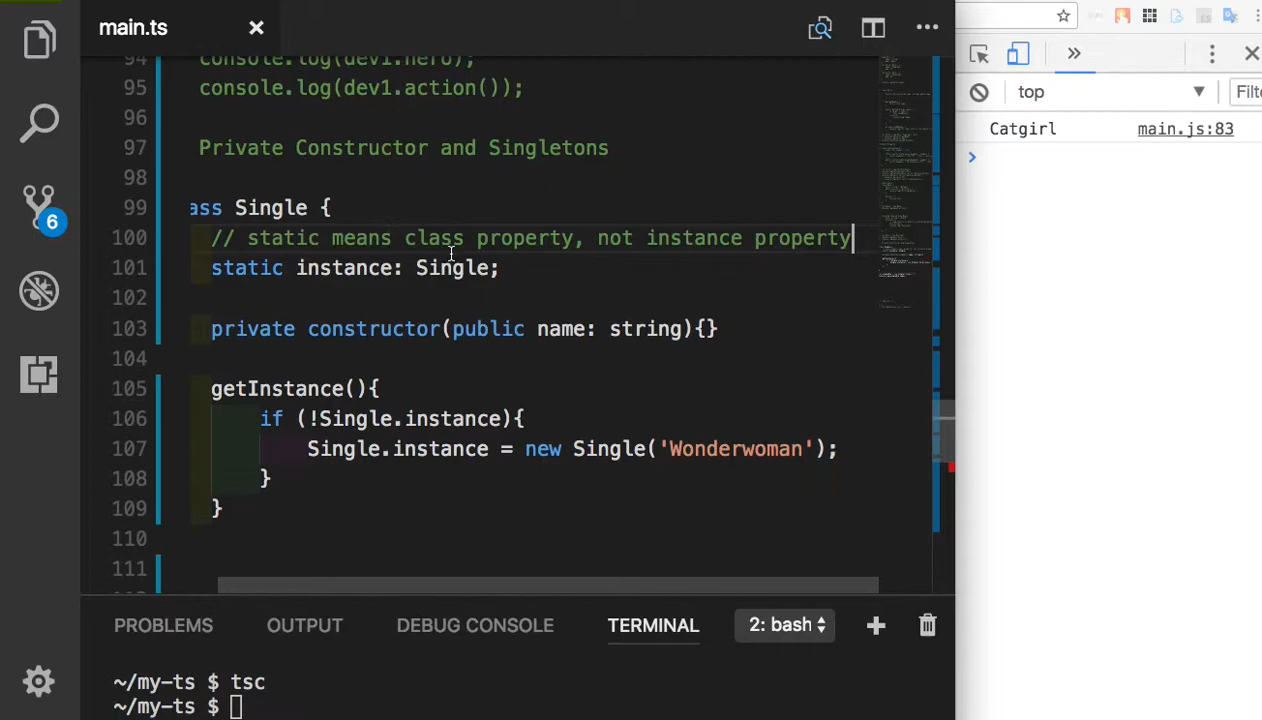 main.ts
94 console.log(dev1.hero);
95 console.log(dev1.action());
96
97 Private Constructor and Singletons
98
99 ass Single {
100 // static means class property, not instance property
101 static instance: Single;
102
103 private constructor(public name: string){}
104
105 getInstance(){
106 if (!Single.instance){
107 Single.instance = new Single('Wonderwoman');
108 }
109 }
110
111
PROBLEMS OUTPUT DEBUG CONSOLE TERMINAL 2: bash
~/my-ts $ tsc
~/my-ts $
6
top Filte
Catgirl main.js:83